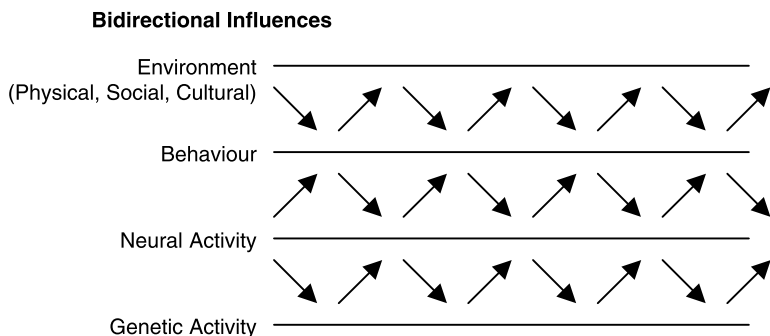 Bidirectional Influences
Environment
(Physical, Social, Cultural)
Behaviour
Neural Activity
Genetic Activity